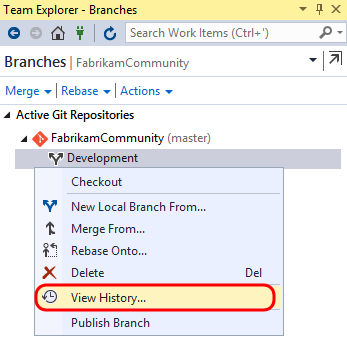 Team Explorer - Branches
Search Work Items (Ctrl+')
Branches | FabrikamCommunity
Merge Rebase Actions
Active Git Repositories
FabrikamCommunity (master)
Development
Checkout
New Local Branch From...
Merge From...
Rebase Onto...
Delete Del
View History...
Publish Branch